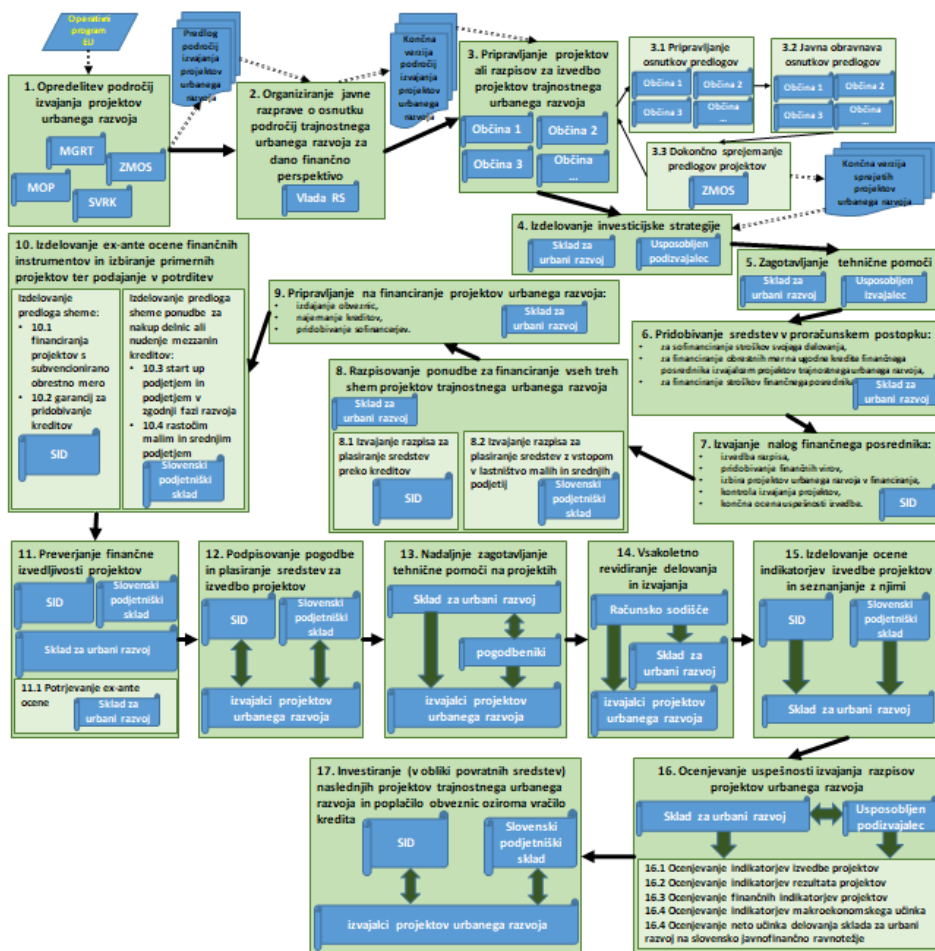 Operativni
program
EU
Predlog
področij
izvajanja
projektov
urbanega
razvoja
Končna
verzija
področij
izvajanja
projektov
urbanega
razvoja
1. Opredelitev področij
izvajanja projektov
urbanega razvoja
MGRT
ZMOS
MOP
SVRK
2. Organiziranje javne
razprave o osnutku
področij trajnostnega
urbanega razvoja za
dano finančno
perspektivo
Vlada RS
3. Pripravljanje projektov
ali razpisov za izvedbo
projektov trajnostnega
urbanega razvoja
Občina 1
Občina 2
Občina 3
Občina
...
3.1 Pripravljanje
osnutkov predlogov
Občina 1
Občina 2
Občina 3
Občina
...
3.2 Javna obravnava
osnutkov predlogov
Občina 1
Občina 2
Občina 3
Občina
...
3.3 Dokončno sprejemanje
predlogov projektov
ZMOS
Končna verzija
sprejetih
projektov
urbanega
razvoja
4. Izdelovanje investicijske strategije
Sklad za
urbani razvoj
Usposobljen
podizvajalec
5. Zagotavljanje
tehnične pomoči
Sklad za
urbani razvoj
Usposobljen
izvajalec
6. Pridobivanje sredstev v proračunskem postopku:
• za sofinanciranje stroškov svojega delovanja,
• za financiranje obrestnih mer na ugodne kredite finančnega
posrednika izvajalcem projektov trajnostnega urbanega razvoja,
• za financiranje stroškov finančnega posrednika
Sklad za
urbani razvoj
7. Izvajanje nalog finančnega posrednika:
• izvedba razpisa,
• pridobivanje finančnih virov,
• izbira projektov urbanega razvoja v financiranje,
• kontrola izvajanja projektov,
• končna ocena uspešnosti izvedbe.
SID
8. Razpisovanje ponudbe za financiranje vseh treh
shem projektov trajnostnega urbanega razvoja
Sklad za
urbani razvoj
8.1 Izvajanje razpisa za
plasiranje sredstev
preko kreditov
SID
8.2 Izvajanje razpisa za
plasiranje sredstev z vstopom
v lastništvo malih in srednjih
podjetij
Slovenski
podjetniški
sklad
9. Pripravljanje na financiranje projektov urbanega razvoja:
• izdajanje obveznic,
• najemanje kreditov,
• pridobivanje sofinancerjev.
Sklad za
urbani razvoj
10. Izdelovanje ex-ante ocene finančnih
instrumentov in izbiranje primernih
projektov ter podajanje v potrditev
Izdelovanje
predloga sheme:
• 10.1
financiranja
projektov s
subvencionirano
obrestno mero
• 10.2 garancij za
pridobivanje
kreditov
SID
Izdelovanje predloga
sheme ponudbe za
nakup delnic ali
nudenje mezzanin
kreditov:
• 10.3 start up
podjetjem in
podjetjem v
zgodnji fazi razvoja
• 10.4 rastočim
malim in srednjim
podjetjem
Slovenski
podjetniški
sklad
11. Preverjanje finančne
izvedljivosti projektov
SID
Slovenski
podjetniški
sklad
Sklad za urbani razvoj
11.1 Potrjevanje ex-ante
ocene
Sklad za
urbani razvoj
12. Podpisovanje pogodbe
in plasiranje sredstev za
izvedbo projektov
SID
Slovenski
podjetniški
sklad
izvajalci projektov
urbanega razvoja
13. Nadaljnje zagotavljanje
tehnične pomoči na projektih
Sklad za urbani razvoj
pogodbeniki
izvajalci projektov
urbanega razvoja
14. Vsakoletno
revidiranje delovanja
in izvajanja
Računsko sodišče
Sklad za
urbani razvoj
izvajalci projektov
urbanega razvoja
15. Izdelovanje ocene
indikatorjev izvedbe projektov
in seznanjanje z njimi
SID
Slovenski
podjetniški
sklad
Sklad za urbani razvoj
16. Ocenjevanje uspešnosti izvajanja razpisov
projektov urbanega razvoja
Sklad za urbani razvoj
Usposobljen
podizvajalec
16.1 Ocenjevanje indikatorjev izvedbe projektov
16.2 Ocenjevanje indikatorjev rezultata projektov
16.3 Ocenjevanje finančnih indikatorjev projektov
16.4 Ocenjevanje indikatorjev makroekonomskega učinka
16.4 Ocenjevanje neto učinka delovanja sklada za urbani
razvoj na slovensko javnofinančno ravnotežje
17. Investiranje (v obliki povratnih sredstev)
naslednjih projektov trajnostnega urbanega
razvoja in poplačilo obveznic oziroma vračilo
kredita
SID
Slovenski
podjetniški
sklad
izvajalci projektov urbanega razvoja